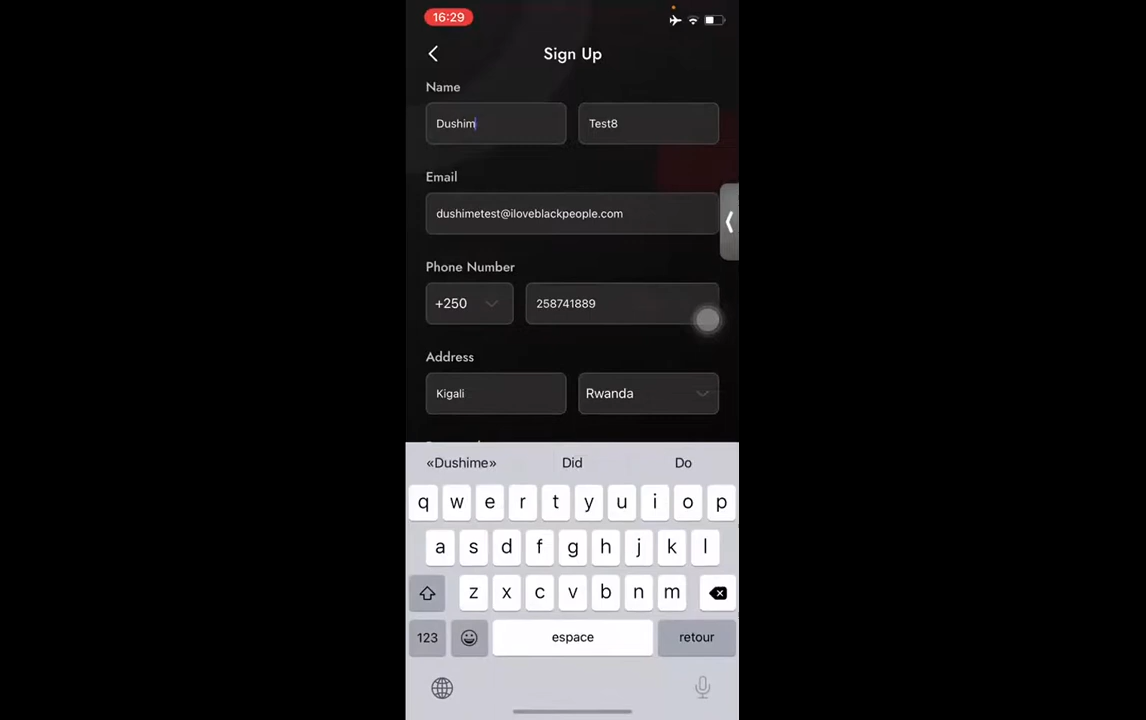 16:29
Sign Up
Name
Dushim
Test8
Email
dushimetest@iloveblackpeople.com
Phone Number
+250
258741889
Address
Kigali
Rwanda
«Dushime»
Did
Do
q w e r t y u i o p
a s d f g h j k l
z x c v b n m
123
espace
retour